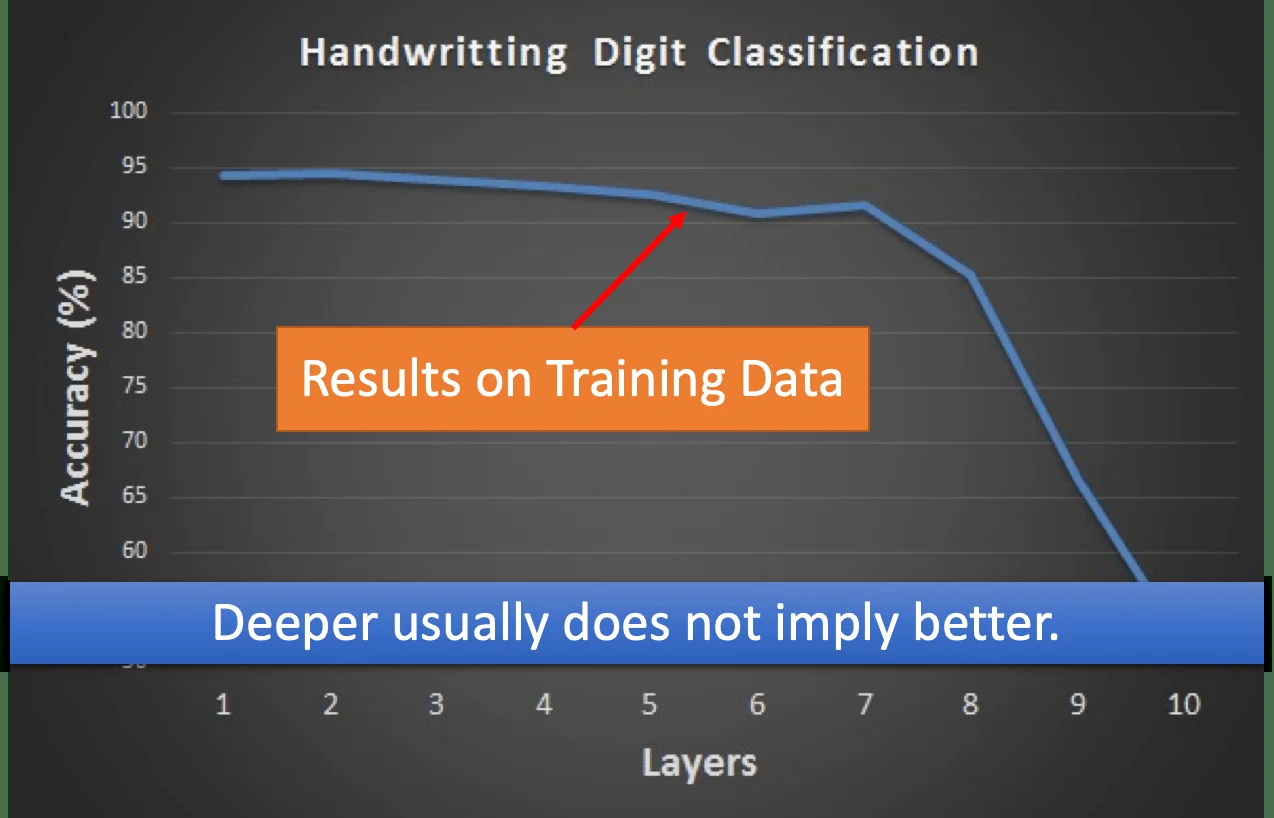 Handwritting Digit Classification
100
95
90
85
80
75
70
65
60
Accuracy (%)
Results on Training Data
Deeper usually does not imply better.
1 2 3 4 5 6 7 8 9 10
Layers